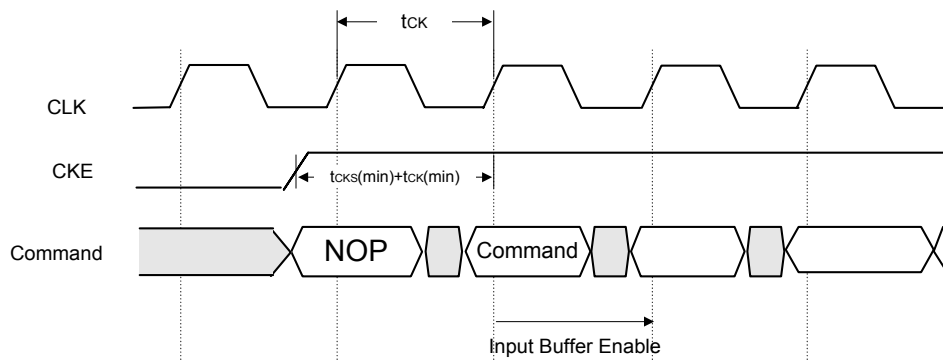 tCK
CLK
CKE
tCKS(min)+tCK(min)
Command
NOP
Command
Input Buffer Enable